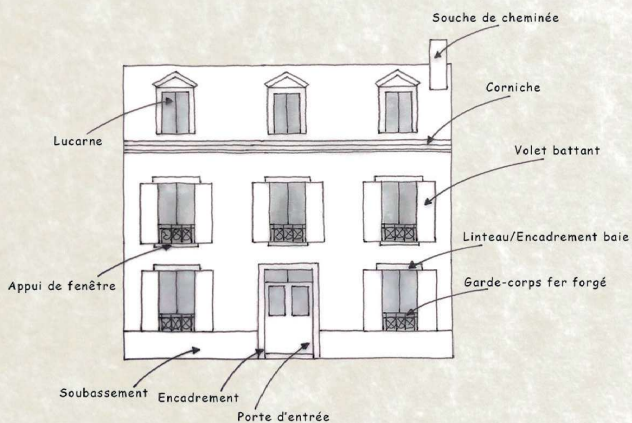 Souche de cheminée
Corniche
Lucarne
Volet battant
Linteau/Encadrement baie
Appui de fenêtre
Garde-corps fer forgé
Soubassement
Encadrement
Porte d'entrée